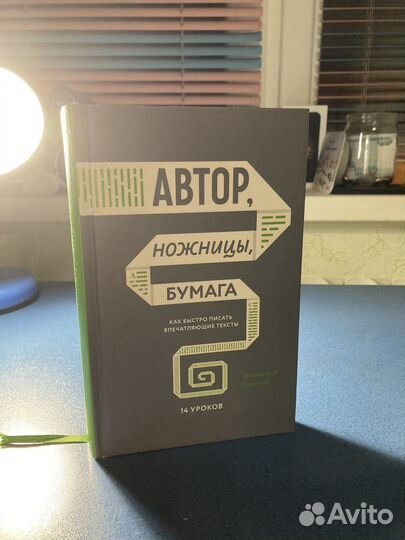 АВТОР,
НОЖНИЦЫ,
БУМАГА
КАК БЫСТРО ПИСАТЬ
ВПЕЧАТЛЯЮЩИЕ ТЕКСТЫ
14 УРОКОВ
Avito